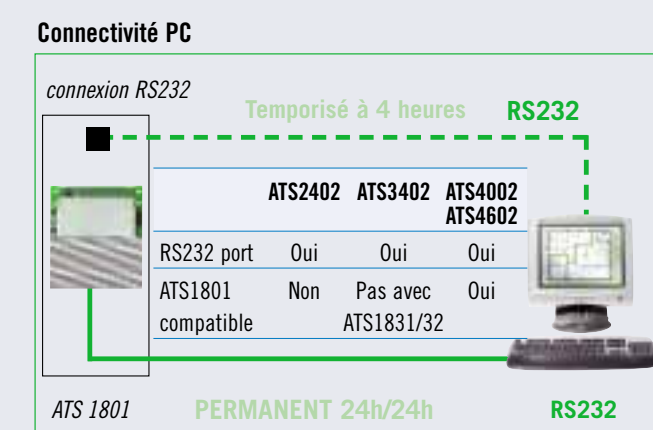 Connectivité PC
connexion RS232
Temporisé à 4 heures RS232
ATS2402 ATS3402 ATS4002
ATS4602
RS232 port Oui Oui Oui
ATS1801 Non Pas avec Oui
compatible ATS1831/32
ATS 1801 PERMANENT 24h/24h RS232